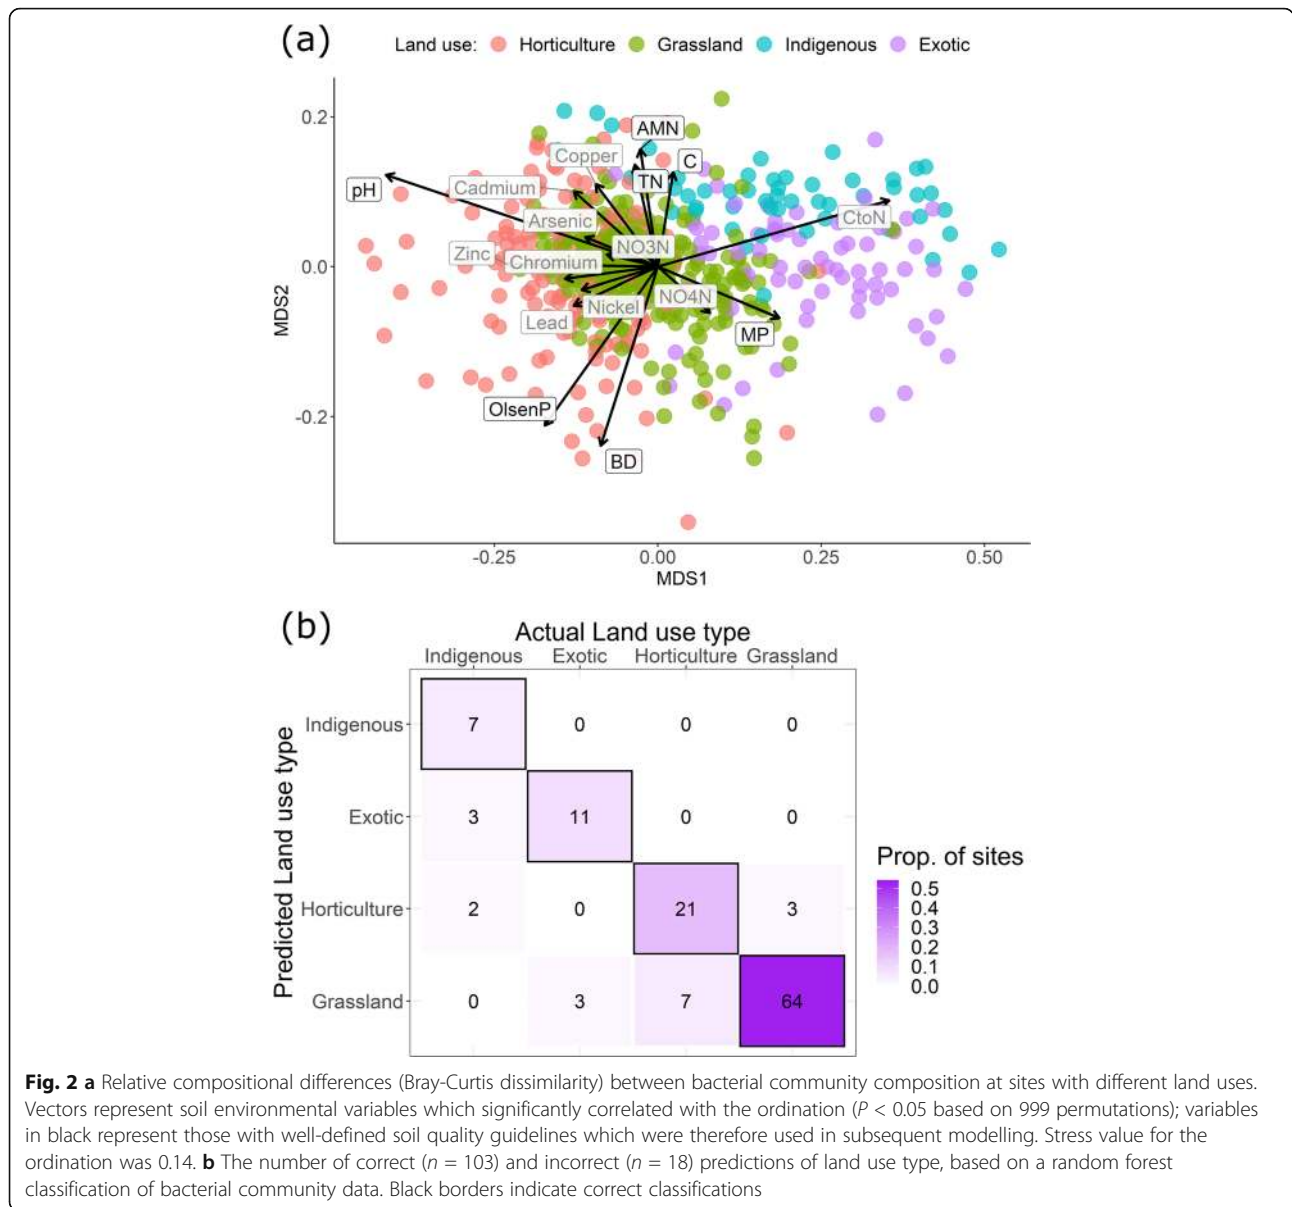 (a)
Land use: Horticulture Grassland Indigenous Exotic
0.2
0.0
-0.2
MDS2
AMN
Copper
C
TN
pH
Cadmium
CtoN
Arsenic
NO3N
Zinc
Chromium
NO4N
Nickel
Lead
MP
OlsenP
BD
-0.25 0.00 0.25 0.50
MDS1
(b)
Actual Land use type
Indigenous Exotic Horticulture Grassland
Predicted Land use type
Indigenous 7 0 0 0
Exotic 3 11 0 0
Horticulture 2 0 21 3
Grassland 0 3 7 64
Prop. of sites
0.5
0.4
0.3
0.2
0.1
0.0
Fig. 2 a Relative compositional differences (Bray-Curtis dissimilarity) between bacterial community composition at sites with different land uses.
Vectors represent soil environmental variables which significantly correlated with the ordination (P < 0.05 based on 999 permutations); variables
in black represent those with well-defined soil quality guidelines which were therefore used in subsequent modelling. Stress value for the
ordination was 0.14. b The number of correct (n = 103) and incorrect (n = 18) predictions of land use type, based on a random forest
classification of bacterial community data. Black borders indicate correct classifications